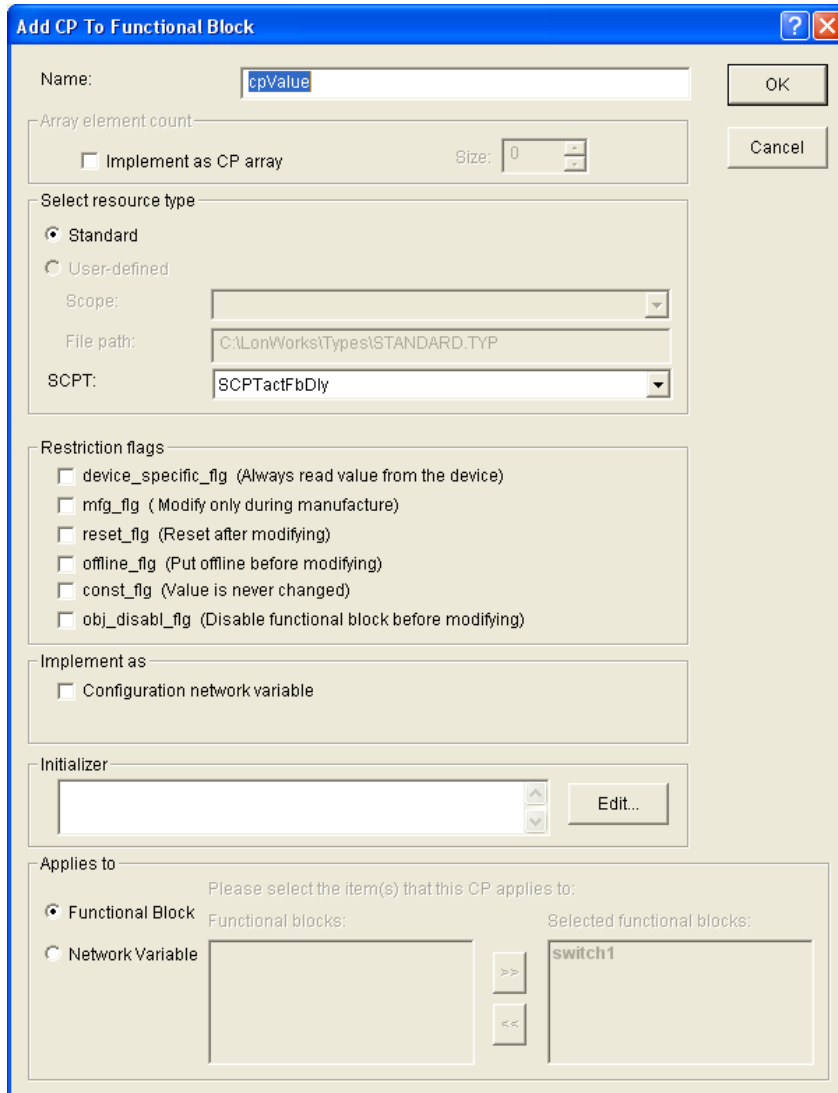 Add CP To Functional Block
Name: cpValue OK
Array element count
Implement as CP array Size: 0 Cancel
Select resource type
Standard
User-defined
Scope:
File path: C:\LonWorks\Types\STANDARD.TYP
SCPT: SCPTactFbDly
Restriction flags
device_specific_flg (Always read value from the device)
mfg_flg ( Modify only during manufacture)
reset_flg (Reset after modifying)
offline_flg (Put offline before modifying)
const_flg (Value is never changed)
obj_disabl_flg (Disable functional block before modifying)
Implement as
Configuration network variable
Initializer
Edit...
Applies to
Please select the item(s) that this CP applies to:
Functional Block Functional blocks: Selected functional blocks:
Network Variable switch1
>>
<<